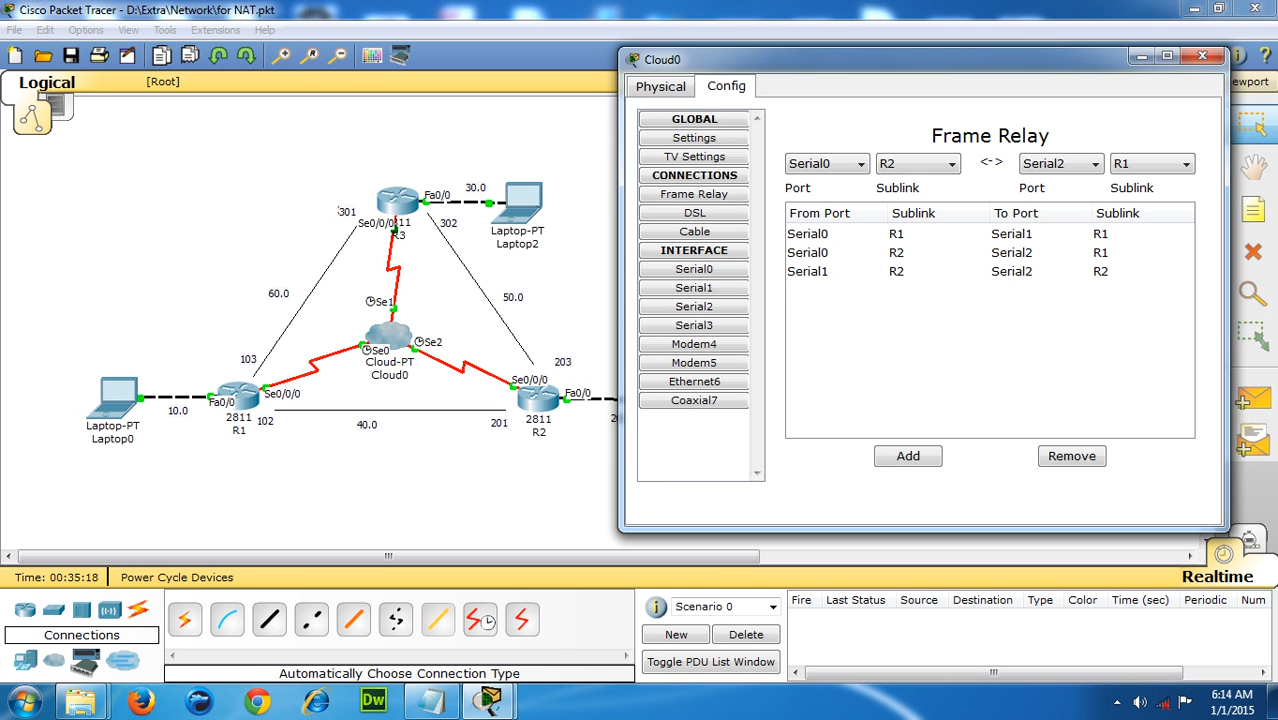 Cisco Packet Tracer - D:\Extra\Network\for NAT.pkt
File Edit Options View Tools Extensions Help
Logical
[Root]
ewport
301
Se0/0/0
11
R3
Fa0/0
30.0
302
Laptop-PT
Laptop2
60.0
50.0
Se1
Se0
Se2
Cloud-PT
Cloud0
103
203
Laptop-PT
Laptop0
10.0
Fa0/0
Se0/0/0
2811
R1
102
40.0
201
Se0/0/0
Fa0/0
2811
R2
Cloud0
Physical
Config
GLOBAL
Settings
TV Settings
CONNECTIONS
Frame Relay
DSL
Cable
INTERFACE
Serial0
Serial1
Serial2
Serial3
Modem4
Modem5
Ethernet6
Coaxial7
Frame Relay
Serial0 R2 <-> Serial2 R1
Port Sublink Port Sublink
From Port Sublink To Port Sublink
Serial0 R1 Serial1 R1
Serial0 R2 Serial2 R1
Serial1 R2 Serial2 R2
Add
Remove
Realtime
Time: 00:35:18
Power Cycle Devices
Connections
Automatically Choose Connection Type
Scenario 0
New
Delete
Toggle PDU List Window
Fire Last Status Source Destination Type Color Time (sec) Periodic Num
Dw
6:14 AM
1/1/2015